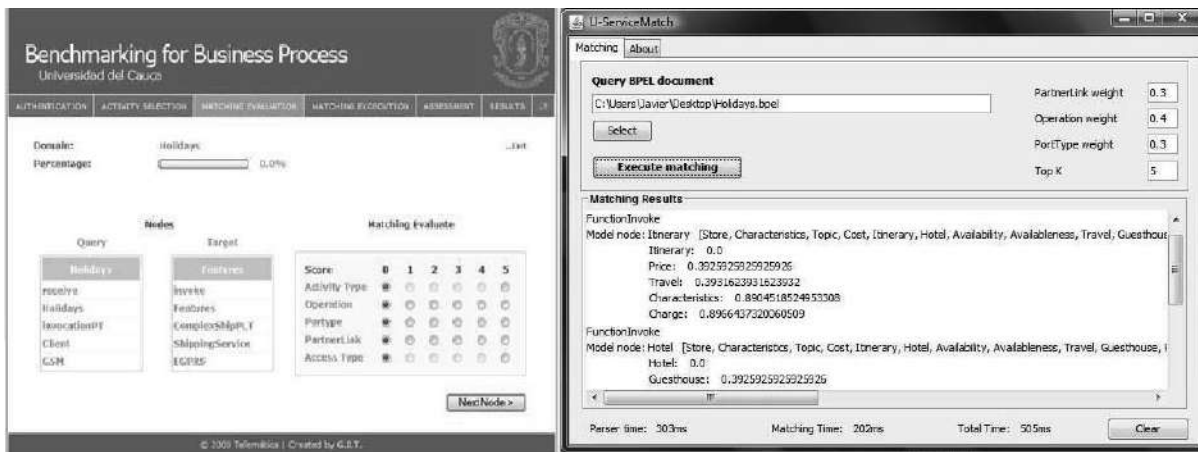 Benchmarking for Business Process
Universidad del Cauca
AUTHENTICATION ACTIVITY SELECTION MATCHING EVALUATION MATCHING EXECUTION ASSESSMENT RESULTS
Domain: Holidays
Percentage: 0.0%
Nodes
Query Target
Holidays Features
receive invoke
Holidays Features
InvocationPT ComplexShipPLT
Client ShippingService
GSM EGPRS
Matching Evaluate
Score 0 1 2 3 4 5
Activity Type
Operation
Portype
PartnerLink
Access Type
Next Node >
© 2009 Telemática | Created by G.I.T.
U-ServiceMatch
Matching About
Query BPEL document
C:\Users\Javier\Desktop\Holidays.bpel
Select
Execute matching
PartnerLink weight 0.3
Operation weight 0.4
PortType weight 0.3
Top K 5
Matching Results
FunctionInvoke
Model node: Itinerary [Store, Characteristics, Topic, Cost, Itinerary, Hotel, Availability, Availableness, Travel, Guesthous
Itinerary: 0.0
Price: 0.3925925925925926
Travel: 0.3931623931623932
Characteristics: 0.8904518524953308
Charge: 0.8966437320060509
FunctionInvoke
Model node: Hotel [Store, Characteristics, Topic, Cost, Itinerary, Hotel, Availability, Availableness, Travel, Guesthouse,
Hotel: 0.0
Guesthouse: 0.3925925925925926
Parser time: 303ms Matching Time: 202ms Total Time: 505ms Clear